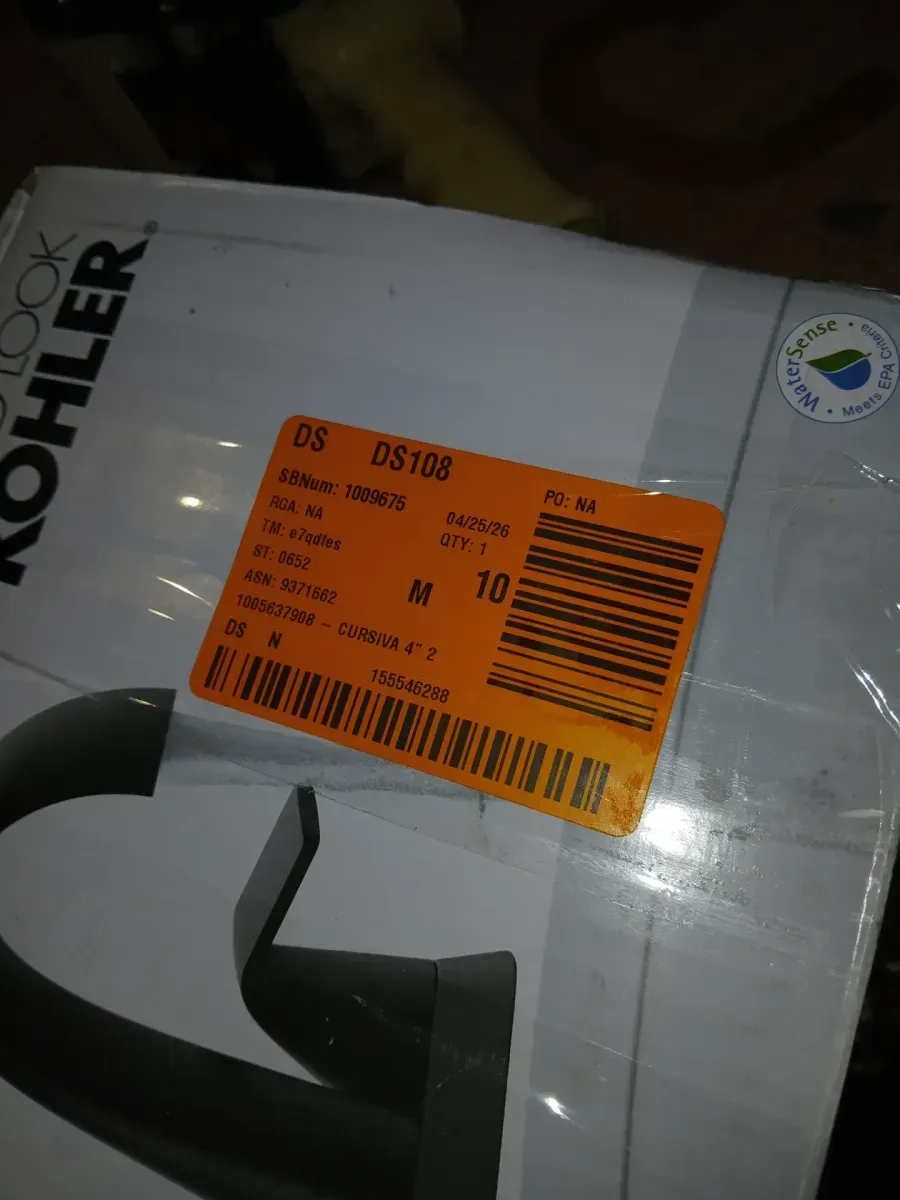 LOOK
KOHLER®
WaterSense • Meets EPA Criteria •
DS DS108
SBNum: 1009675
PO: NA
RGA: NA
04/25/26
TM: e7qdfes
QTY: 1
ST: 0652
M 10
ASN: 9371662
1005637908 – CURSIVA 4" 2
DS N
155546288